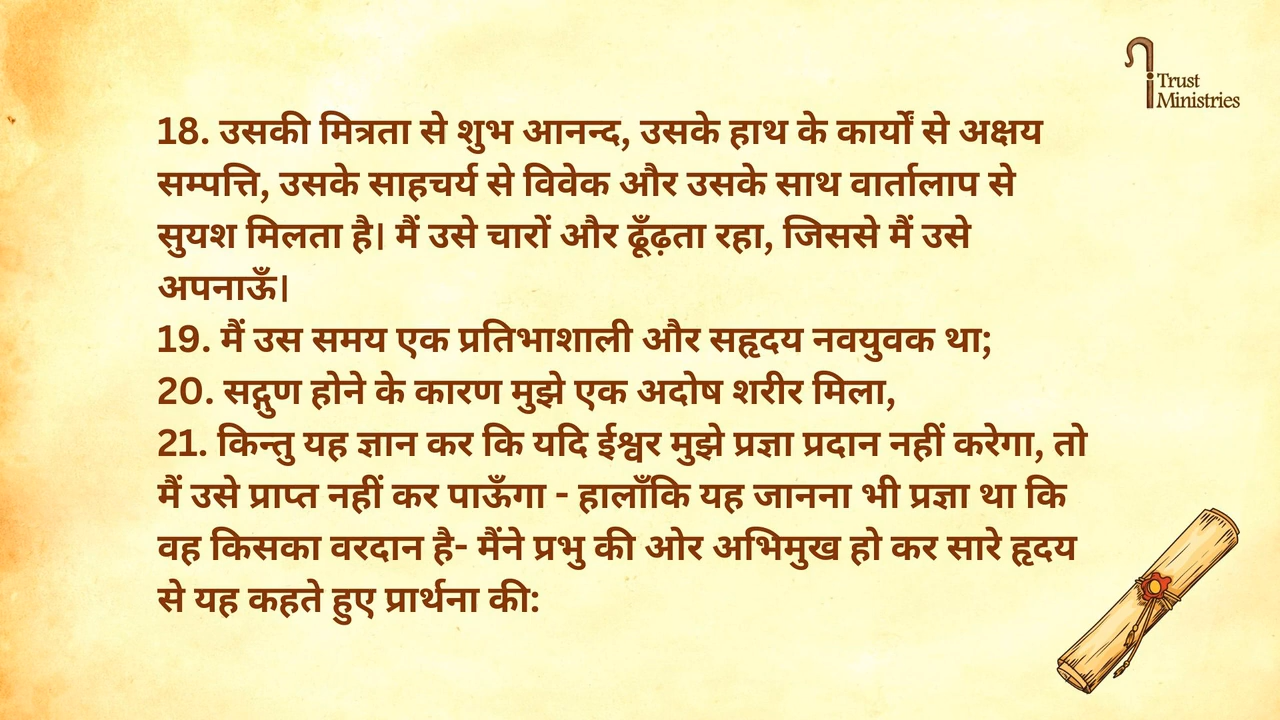 Trust
Ministries
18. उसकी मित्रता से शुभ आनन्द, उसके हाथ के कार्यों से अक्षय
सम्पत्ति, उसके साहचर्य से विवेक और उसके साथ वार्तालाप से
सुयश मिलता है। मैं उसे चारों और ढूँढ़ता रहा, जिससे मैं उसे
अपनाऊँ।
19. मैं उस समय एक प्रतिभाशाली और सहृदय नवयुवक था;
20. सद्गुण होने के कारण मुझे एक अदोष शरीर मिला,
21. किन्तु यह ज्ञान कर कि यदि ईश्वर मुझे प्रज्ञा प्रदान नहीं करेगा, तो
मैं उसे प्राप्त नहीं कर पाऊँगा - हालाँकि यह जानना भी प्रज्ञा था कि
वह किसका वरदान है- मैंने प्रभु की ओर अभिमुख हो कर सारे हृदय
से यह कहते हुए प्रार्थना की: